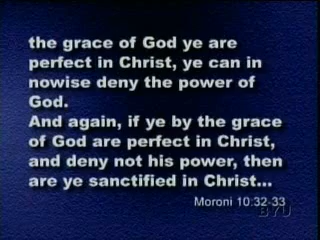 the grace of God ye are
perfect in Christ, ye can in
nowise deny the power of
God.
And again, if ye by the grace
of God are perfect in Christ,
and deny not his power, then
are ye sanctified in Christ...
Moroni 10:32-33
BYU